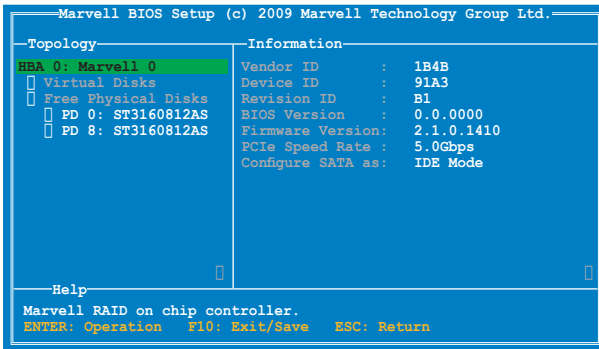 Marvell BIOS Setup (c) 2009 Marvell Technology Group Ltd.
Topology
HBA 0: Marvell 0
Virtual Disks
Free Physical Disks
PD 0: ST3160812AS
PD 8: ST3160812AS
Information
Vendor ID : 1B4B
Device ID : 91A3
Revision ID : B1
BIOS Version : 0.0.0000
Firmware Version: 2.1.0.1410
PCIe Speed Rate : 5.0Gbps
Configure SATA as: IDE Mode
Help
Marvell RAID on chip controller.
ENTER: Operation F10: Exit/Save ESC: Return